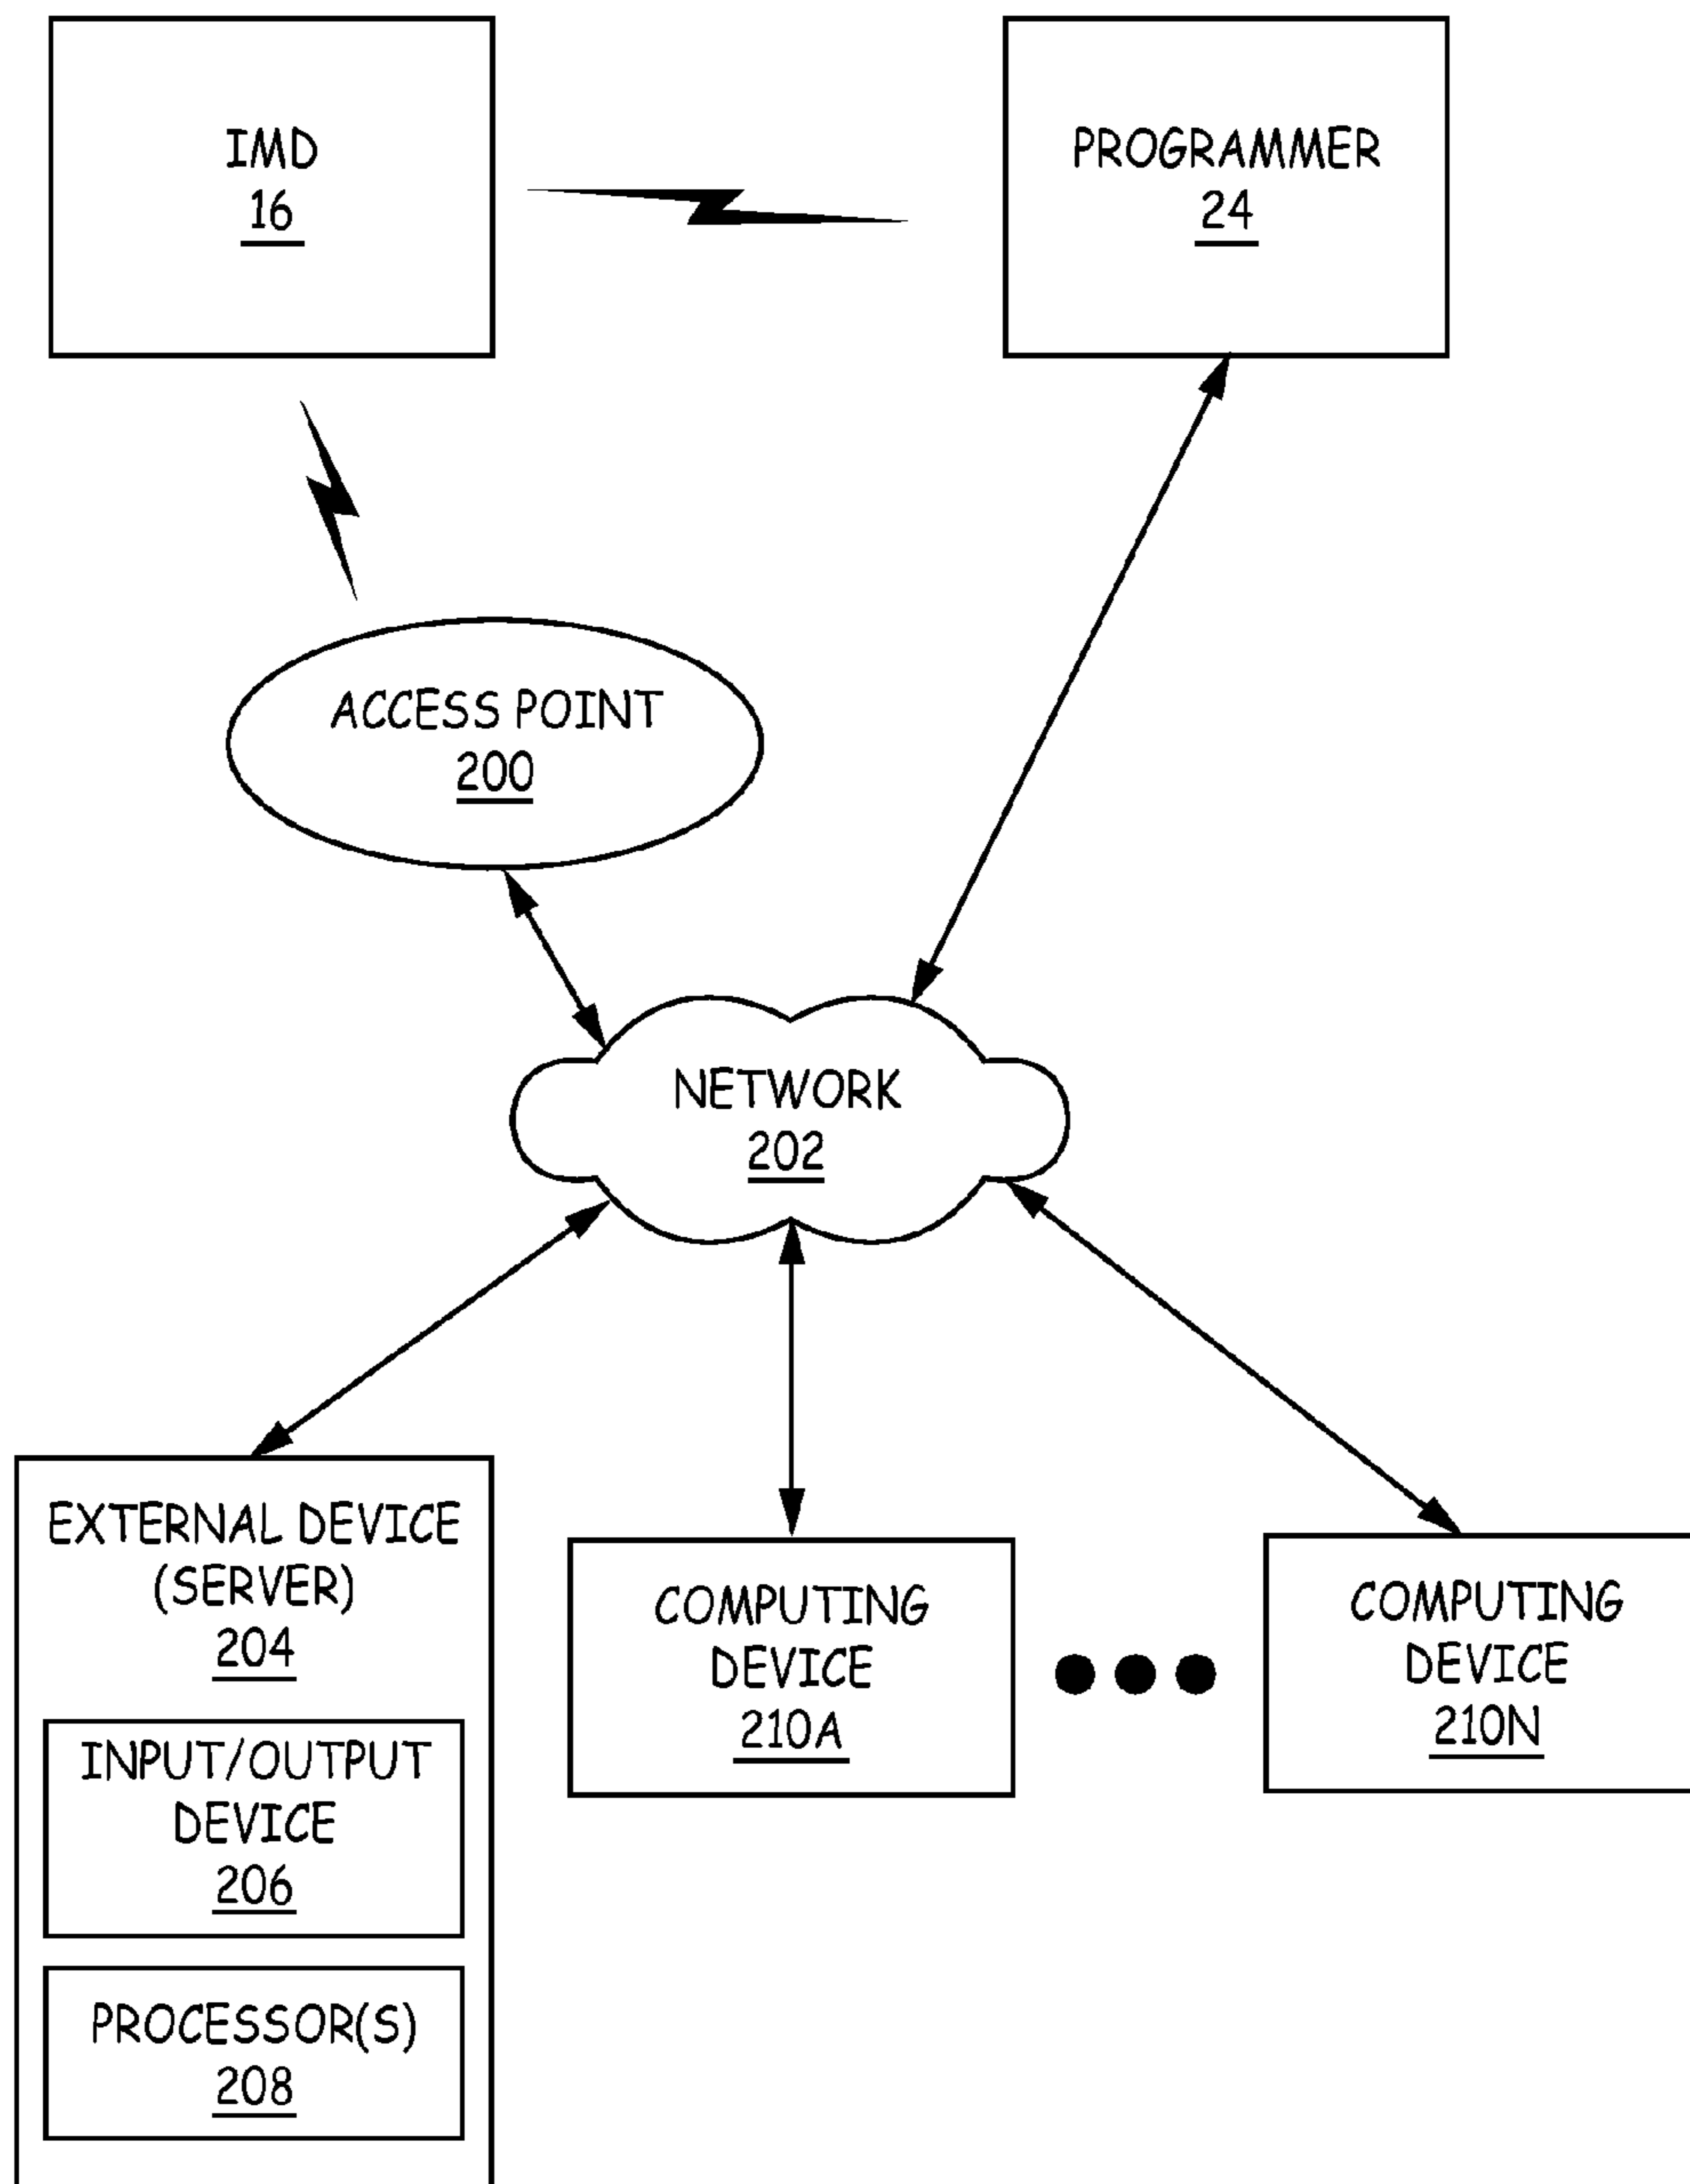 IMD
16
PROGRAMMER
24
ACCESS POINT
200
NETWORK
202
EXTERNAL DEVICE
(SERVER)
204
INPUT/OUTPUT
DEVICE
206
PROCESSOR(S)
208
COMPUTING
DEVICE
210A
COMPUTING
DEVICE
210N